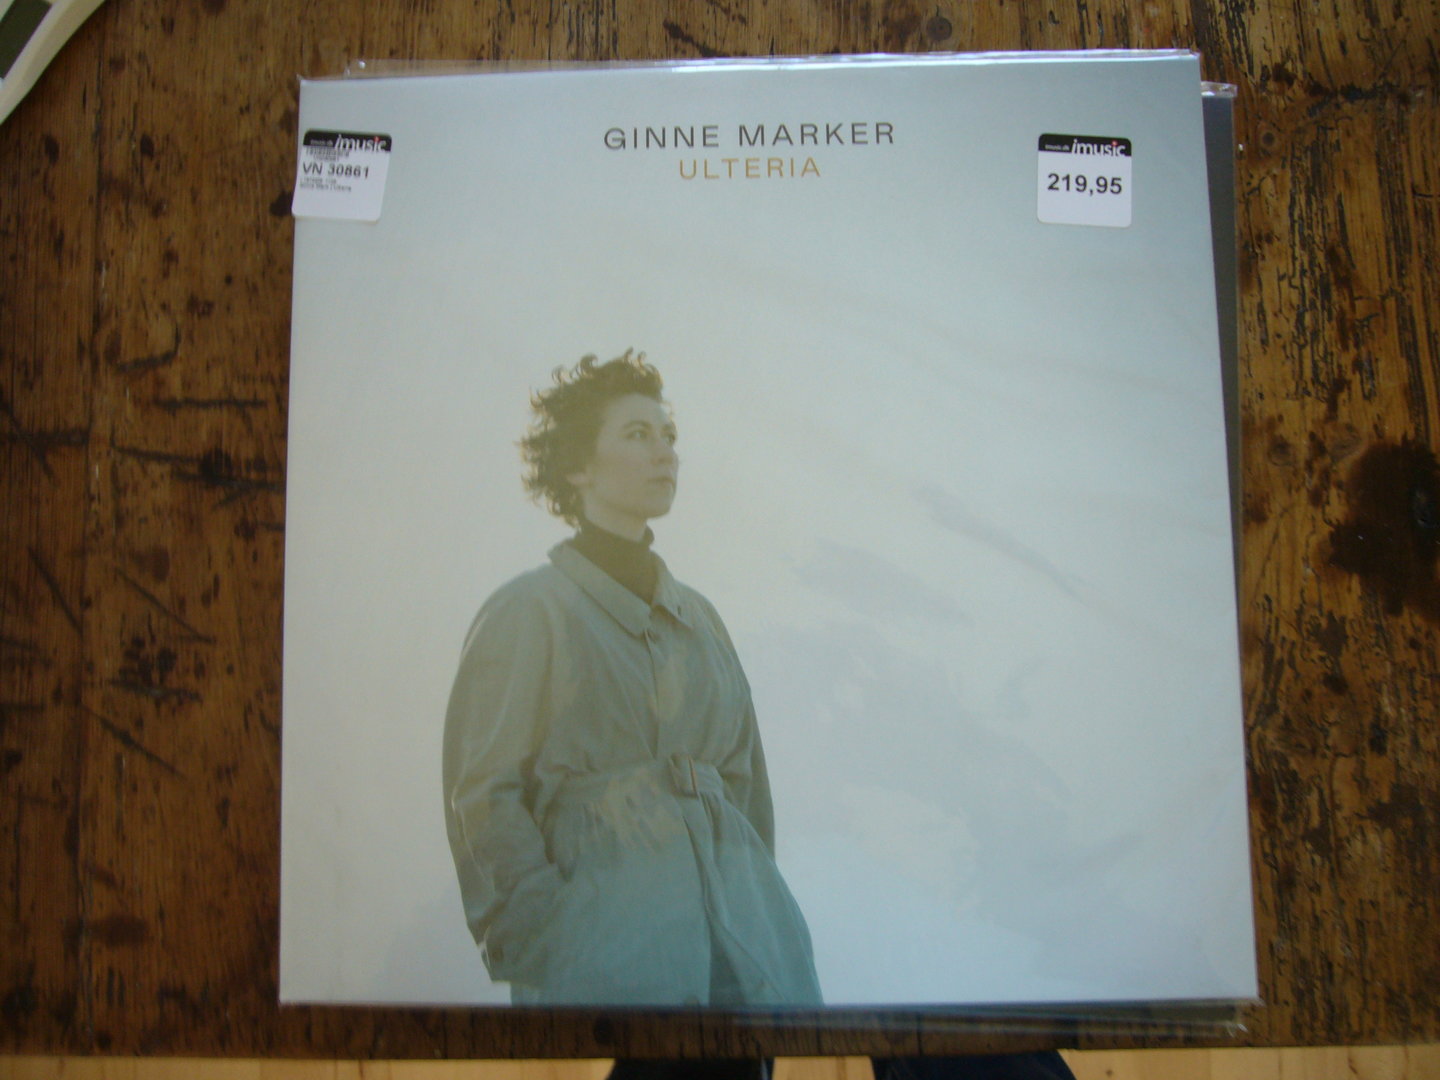 GINNE MARKER
ULTERIA
imusic
VN 30861
imusic
219,95